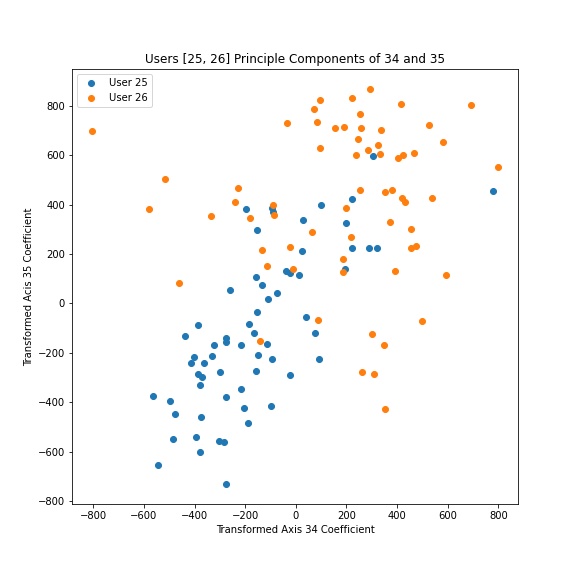 Users [25, 26] Principle Components of 34 and 35
User 25
User 26
Transformed Acis 35 Coefficient
800
600
400
200
0
−200
−400
−600
−800
−800 −600 −400 −200 0 200 400 600 800
Transformed Axis 34 Coefficient